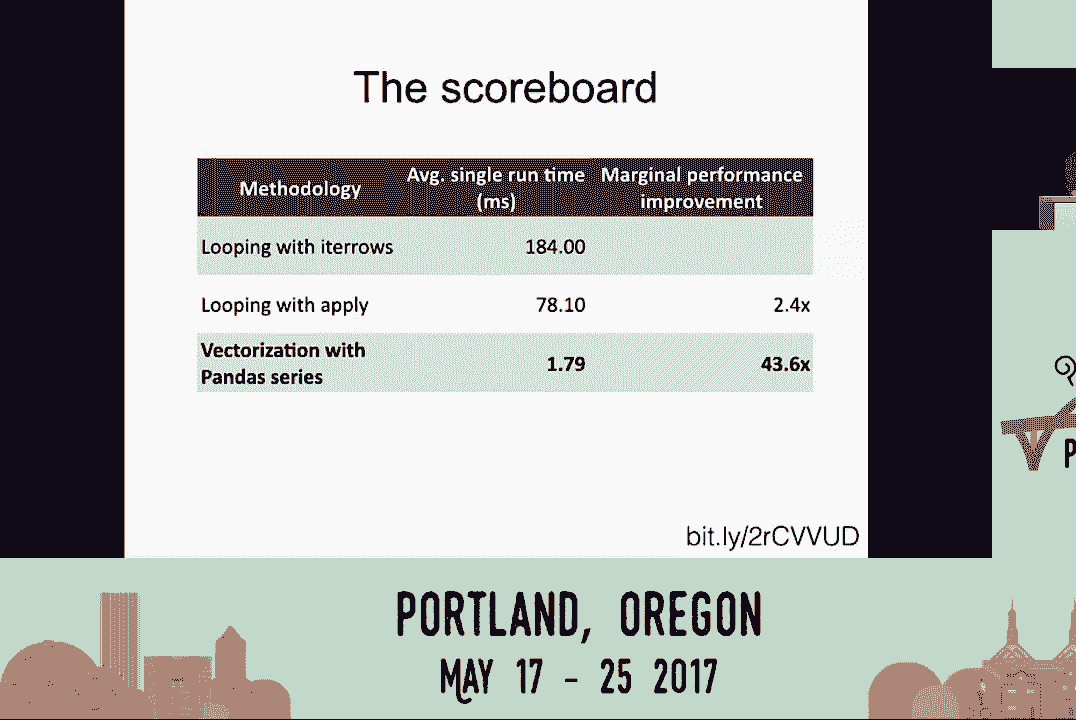 The scoreboard
Methodology
Avg. single run time
(ms)
Marginal performance
improvement
Looping with iterrows
184.00
Looping with apply
78.10
2.4x
Vectorization with
Pandas series
1.79
43.6x
bit.ly/2rCVVUD
P
PORTLAND, OREGON
MAY 17 - 25 2017